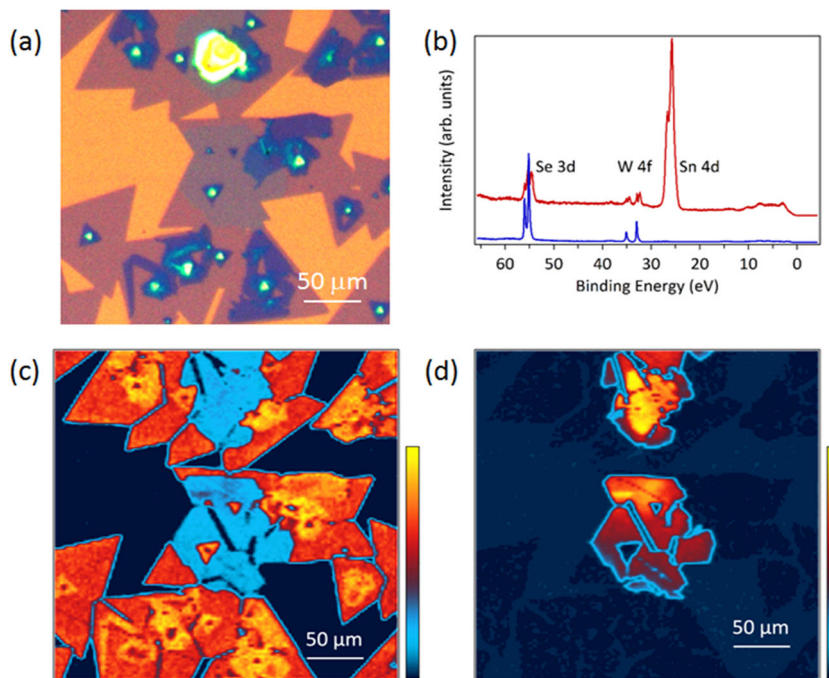 (a)
50 μm
(b)
Intensity (arb. units)
Se 3d
W 4f
Sn 4d
60
50
40
30
20
10
0
Binding Energy (eV)
(c)
50 μm
(d)
50 μm